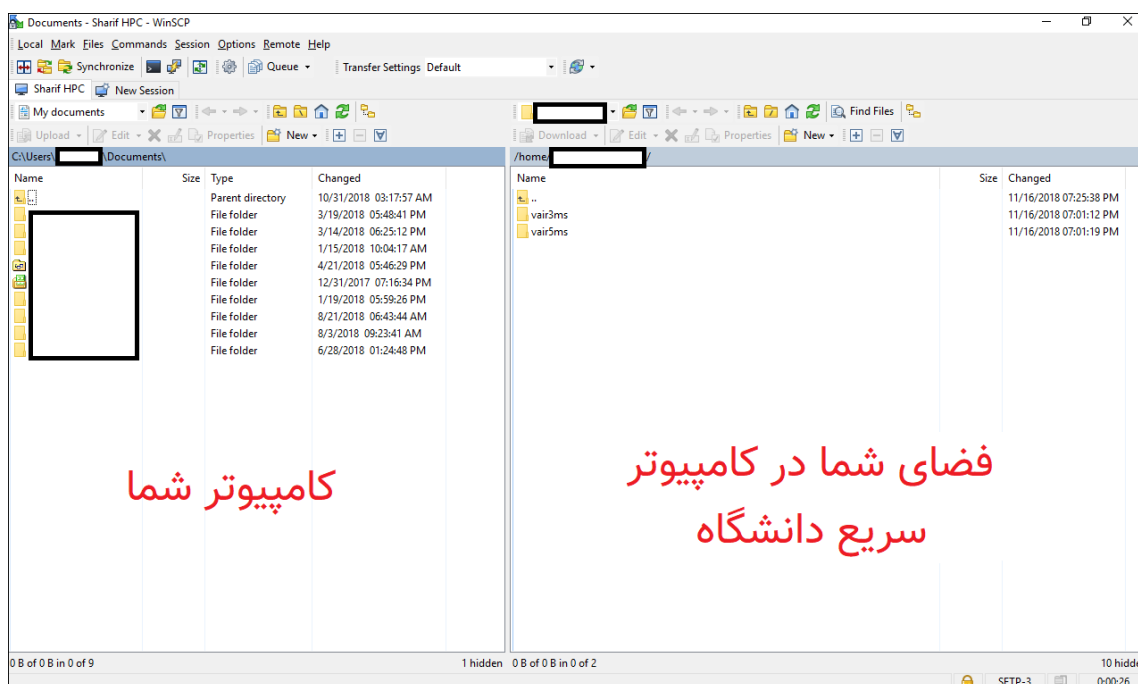 Documents - Sharif HPC - WinSCP
Local Mark Files Commands Session Options Remote Help
Synchronize Queue Transfer Settings Default
Sharif HPC New Session
My documents Find Files
Upload Edit Properties New Download Edit Properties New
C:\Users\ \Documents\ /home/ /
Name Size Type Changed Name Size Changed
.. Parent directory 10/31/2018 03:17:57 AM .. 11/16/2018 07:25:38 PM
File folder 3/19/2018 05:48:41 PM vair3ms 11/16/2018 07:01:12 PM
File folder 3/14/2018 06:25:12 PM vair5ms 11/16/2018 07:01:19 PM
File folder 1/15/2018 10:04:17 AM
File folder 4/21/2018 05:46:29 PM
File folder 12/31/2017 07:16:34 PM
File folder 1/19/2018 05:59:26 PM
File folder 8/21/2018 06:43:44 AM
File folder 8/3/2018 09:23:41 AM
File folder 6/28/2018 01:24:48 PM
کامپیوتر شما
فضای شما در کامپیوتر
سریع دانشگاه
0 B of 0 B in 0 of 9 1 hidden 0 B of 0 B in 0 of 2 10 hidde
SFTP-3 0:00:26